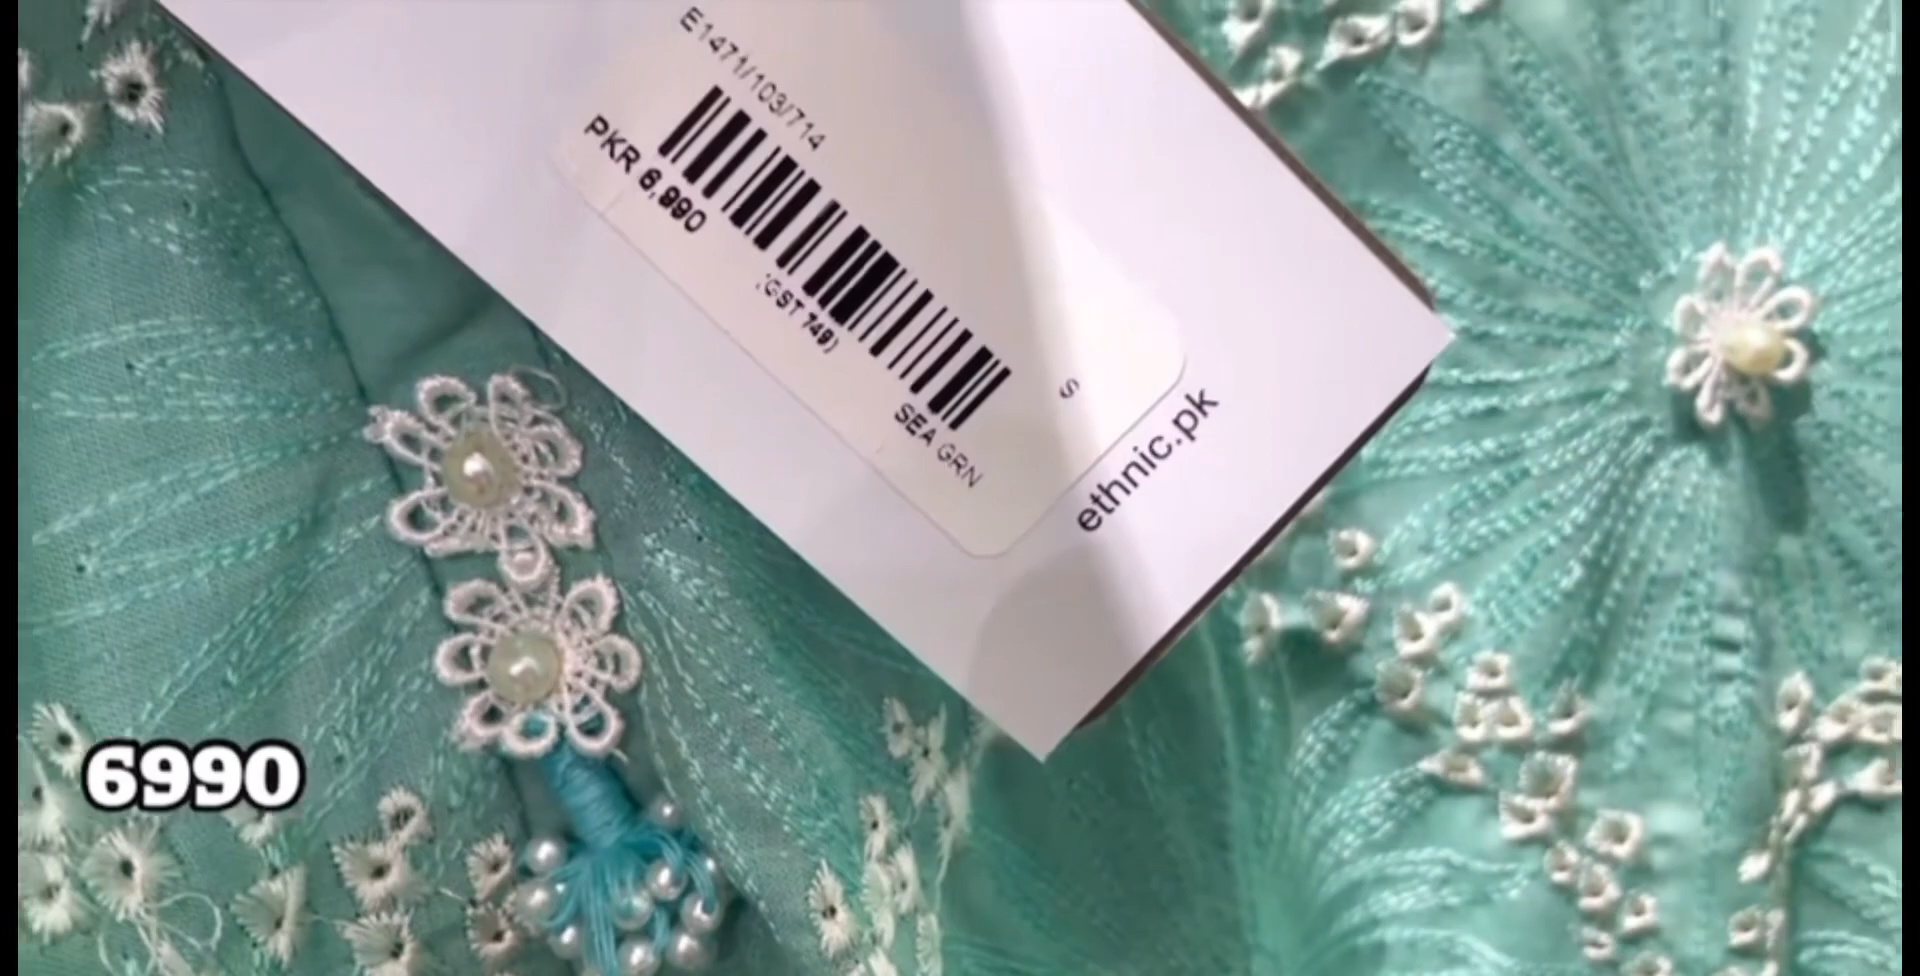 E1471/103/714
PKR 6,990
(GST 749)
SEA GRN
S
ethnic.pk
6990